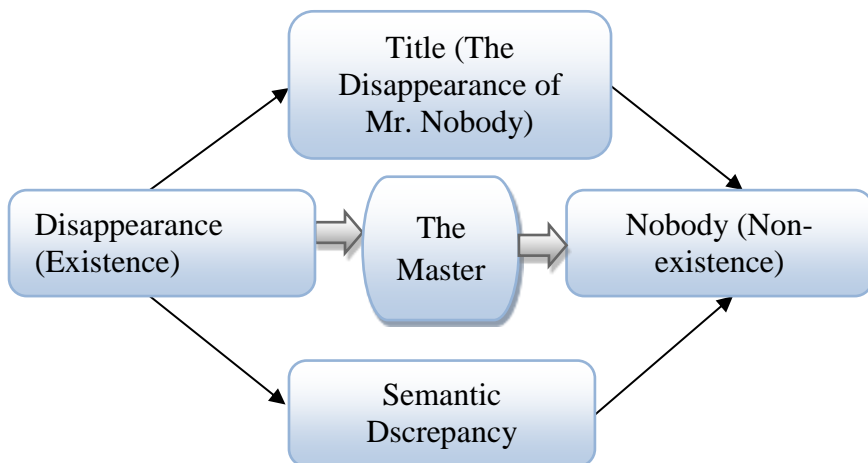 Title (The
Disappearance of
Mr. Nobody)
Disappearance
(Existence)
The
Master
Nobody (Non-
existence)
Semantic
Dscrepancy